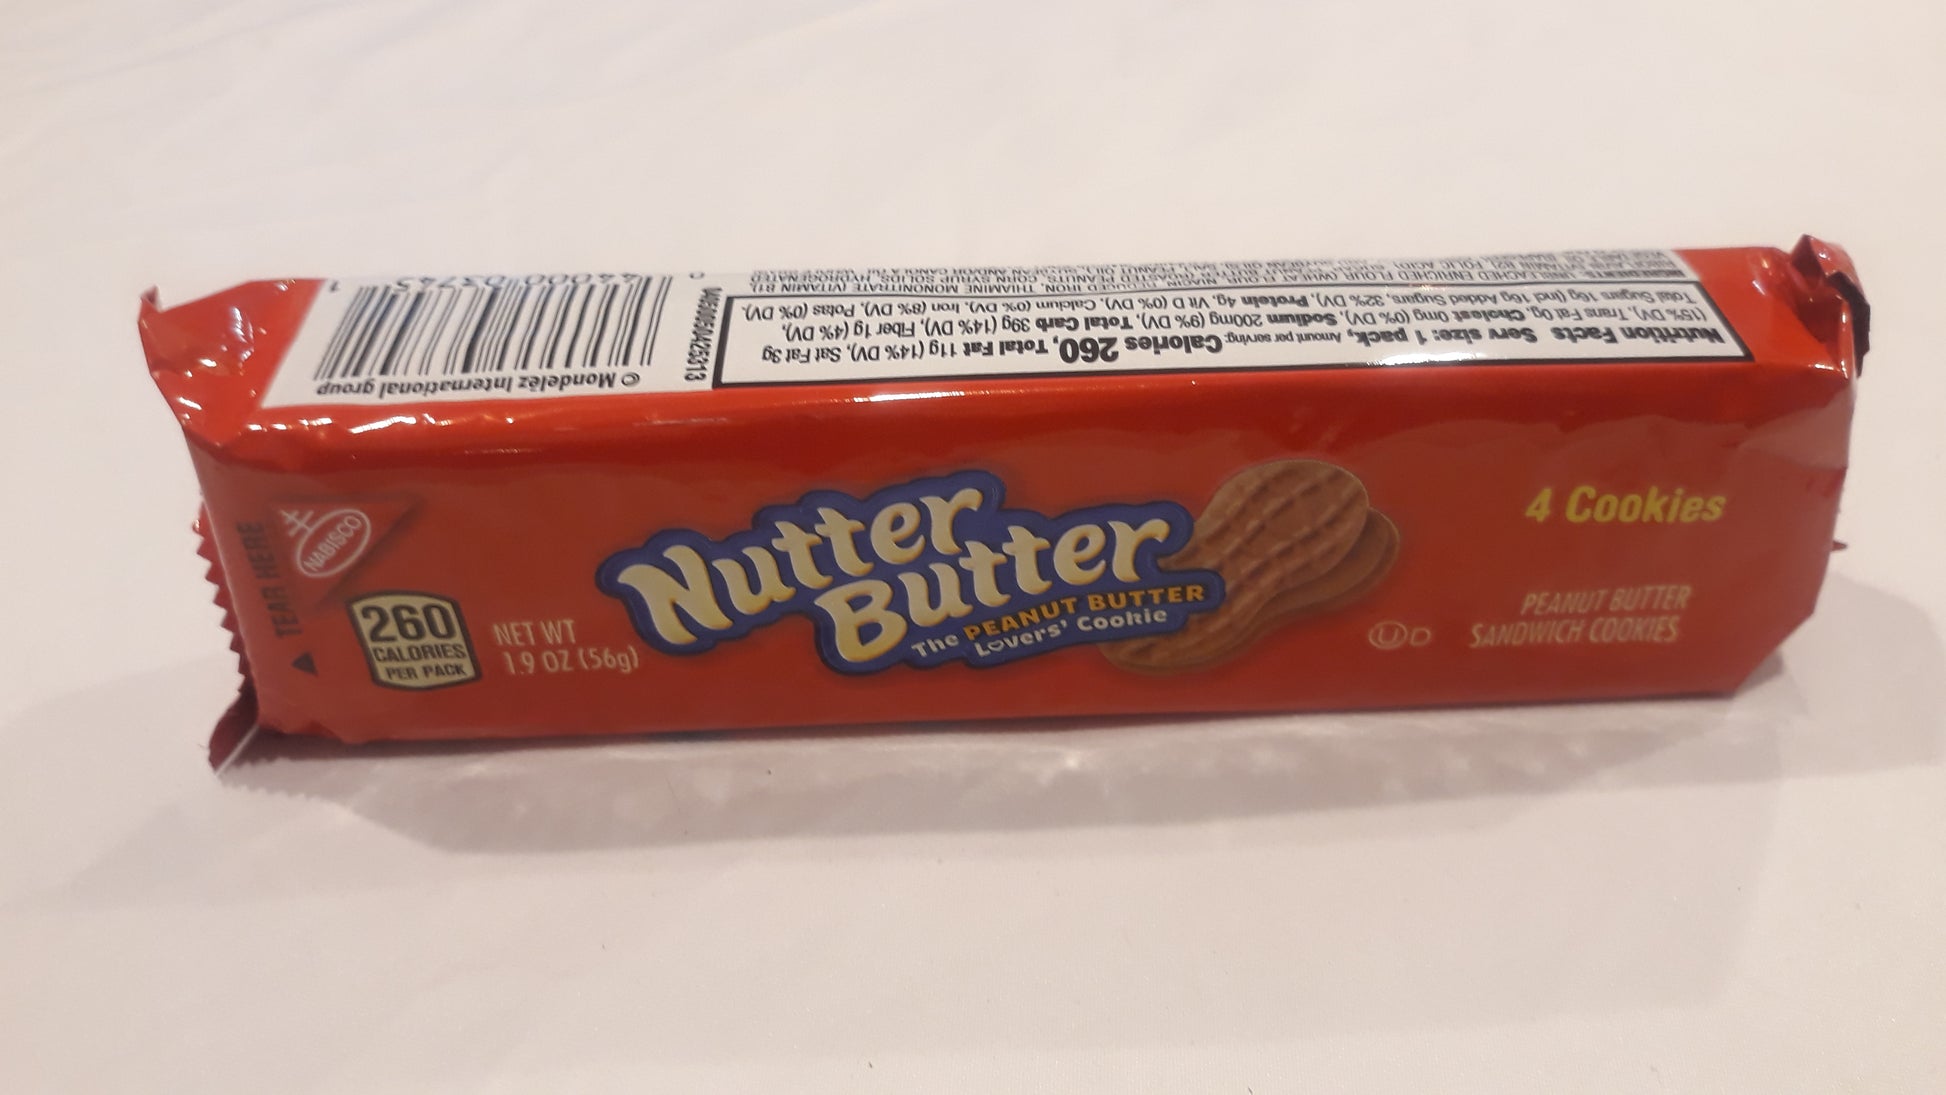 TEAR HERE
NABISCO
260
CALORIES
PER PACK
NET WT
1.9 OZ (56g)
Nutter
Butter
The PEANUT BUTTER
Lovers' Cookie
4 Cookies
PEANUT BUTTER
SANDWICH COOKIES
U D
Nutrition Facts Serv size: 1 pack, Amount per serving: Calories 260, Total Fat 11g (14% DV), Sat Fat 3g
(15% DV), Trans Fat 0g, Cholest 0mg (0% DV), Sodium 200mg (9% DV), Total Carb 39g (14% DV), Fiber 1g (4% DV),
Total Sugars 16g (Incl 16g Added Sugars, 32% DV), Protein 4g, Vit D (0% DV), Calcium (0% DV), Iron (8% DV), Potas (0% DV).
© Mondelēz International group